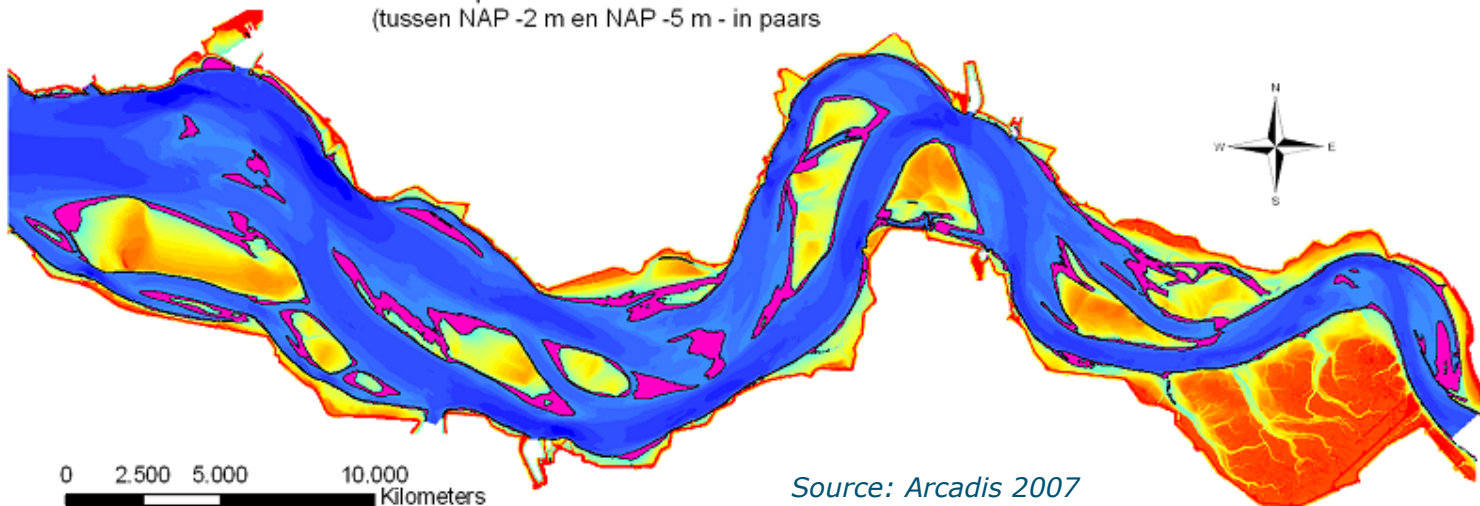 (tussen NAP -2 m en NAP -5 m - in paars
N
W E
S
0 2.500 5.000 10.000
Kilometers
Source: Arcadis 2007